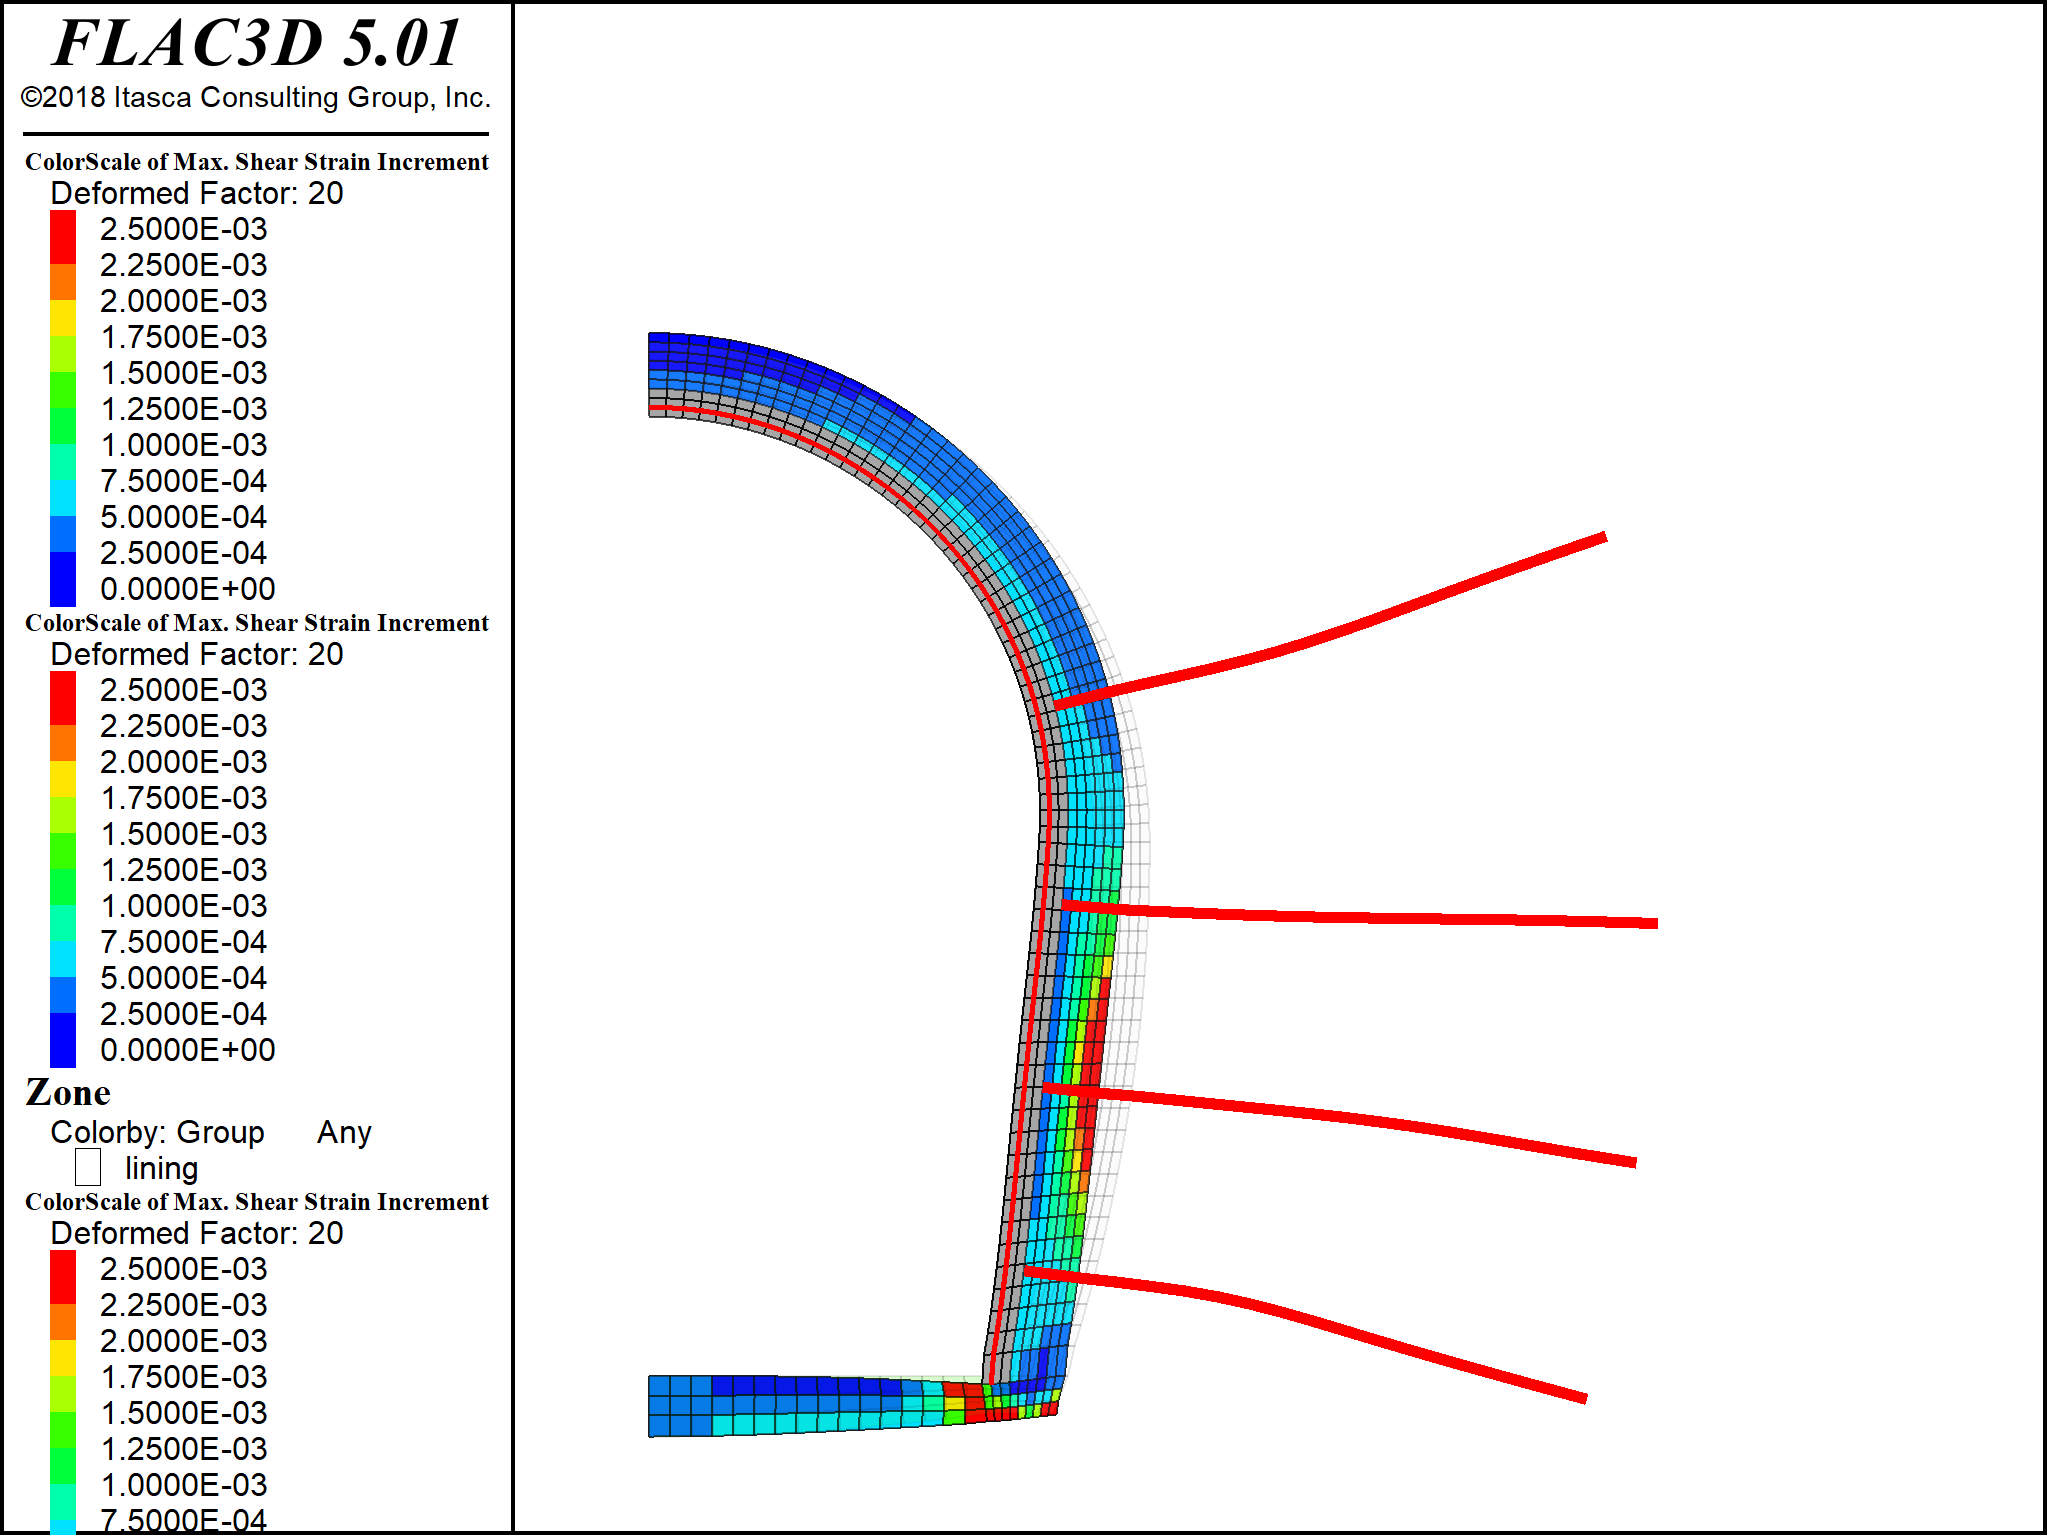 FLAC3D 5.01
©2018 Itasca Consulting Group, Inc.
ColorScale of Max. Shear Strain Increment
Deformed Factor: 20
2.5000E-03
2.2500E-03
2.0000E-03
1.7500E-03
1.5000E-03
1.2500E-03
1.0000E-03
7.5000E-04
5.0000E-04
2.5000E-04
0.0000E+00
ColorScale of Max. Shear Strain Increment
Deformed Factor: 20
2.5000E-03
2.2500E-03
2.0000E-03
1.7500E-03
1.5000E-03
1.2500E-03
1.0000E-03
7.5000E-04
5.0000E-04
2.5000E-04
0.0000E+00
Zone
Colorby: Group Any
lining
ColorScale of Max. Shear Strain Increment
Deformed Factor: 20
2.5000E-03
2.2500E-03
2.0000E-03
1.7500E-03
1.5000E-03
1.2500E-03
1.0000E-03
7.5000E-04